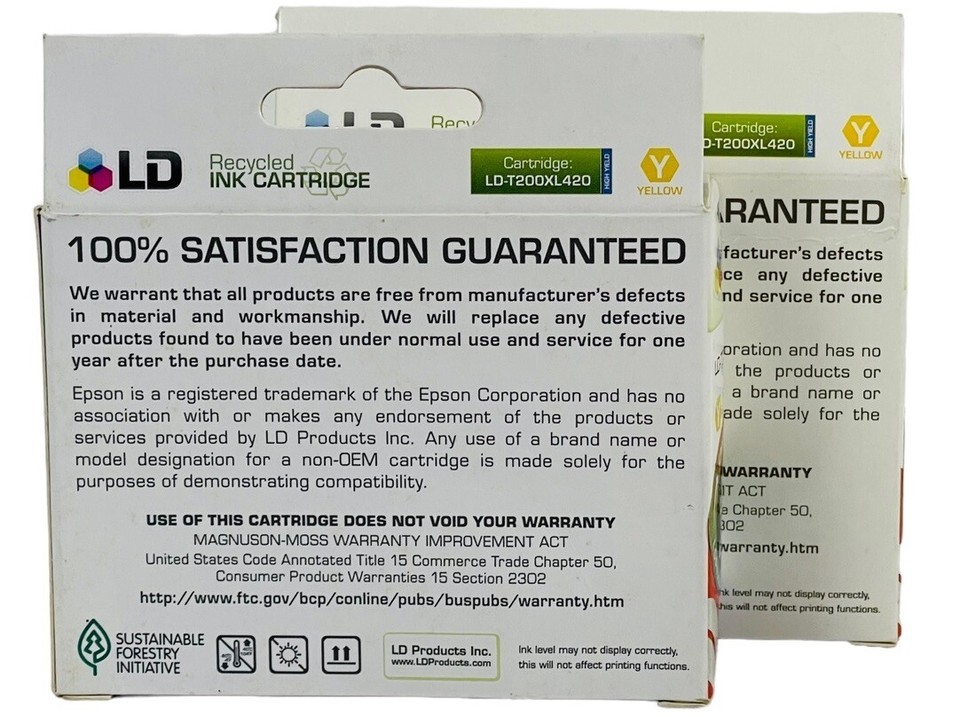 LD
Recycled
INK CARTRIDGE
Cartridge:
LD-T200XL420
HIGH YIELD
Y
YELLOW
100% SATISFACTION GUARANTEED
We warrant that all products are free from manufacturer's defects
in material and workmanship. We will replace any defective
products found to have been under normal use and service for one
year after the purchase date.
Epson is a registered trademark of the Epson Corporation and has no
association with or makes any endorsement of the products or
services provided by LD Products Inc. Any use of a brand name or
model designation for a non-OEM cartridge is made solely for the
purposes of demonstrating compatibility.
USE OF THIS CARTRIDGE DOES NOT VOID YOUR WARRANTY
MAGNUSON-MOSS WARRANTY IMPROVEMENT ACT
United States Code Annotated Title 15 Commerce Trade Chapter 50,
Consumer Product Warranties 15 Section 2302
http://www.ftc.gov/bcp/conline/pubs/buspubs/warranty.htm
SUSTAINABLE
FORESTRY
INITIATIVE
LD Products Inc.
www.LDProducts.com
Ink level may not display correctly,
this will not affect printing functions.
LD
Recy
Cartridge:
D-T200XL420
HIGH YIELD
Y
YELLOW
RANTEED
facturer's defects
ce any defective
nd service for one
oration and has no
the products or
a brand name or
ade solely for the
WARRANTY
IT ACT
e Chapter 50,
2302
warranty.htm
nk level may not display correctly,
his will not affect printing functions.